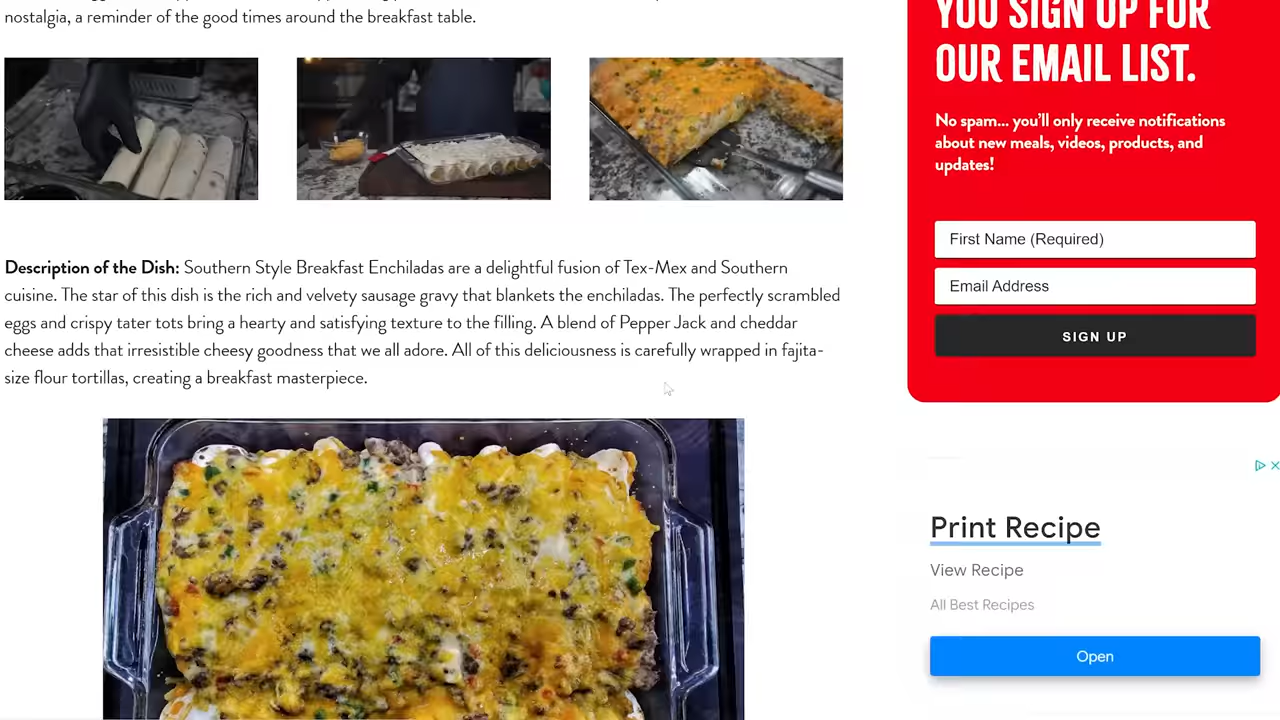 nostalgia, a reminder of the good times around the breakfast table.
Description of the Dish: Southern Style Breakfast Enchiladas are a delightful fusion of Tex-Mex and Southern
cuisine. The star of this dish is the rich and velvety sausage gravy that blankets the enchiladas. The perfectly scrambled
eggs and crispy tater tots bring a hearty and satisfying texture to the filling. A blend of Pepper Jack and cheddar
cheese adds that irresistible cheesy goodness that we all adore. All of this deliciousness is carefully wrapped in fajita-
size flour tortillas, creating a breakfast masterpiece.
YOU SIGN UP FOR
OUR EMAIL LIST.
No spam... you’ll only receive notifications
about new meals, videos, products, and
updates!
First Name (Required)
Email Address
SIGN UP
Print Recipe
View Recipe
All Best Recipes
Open